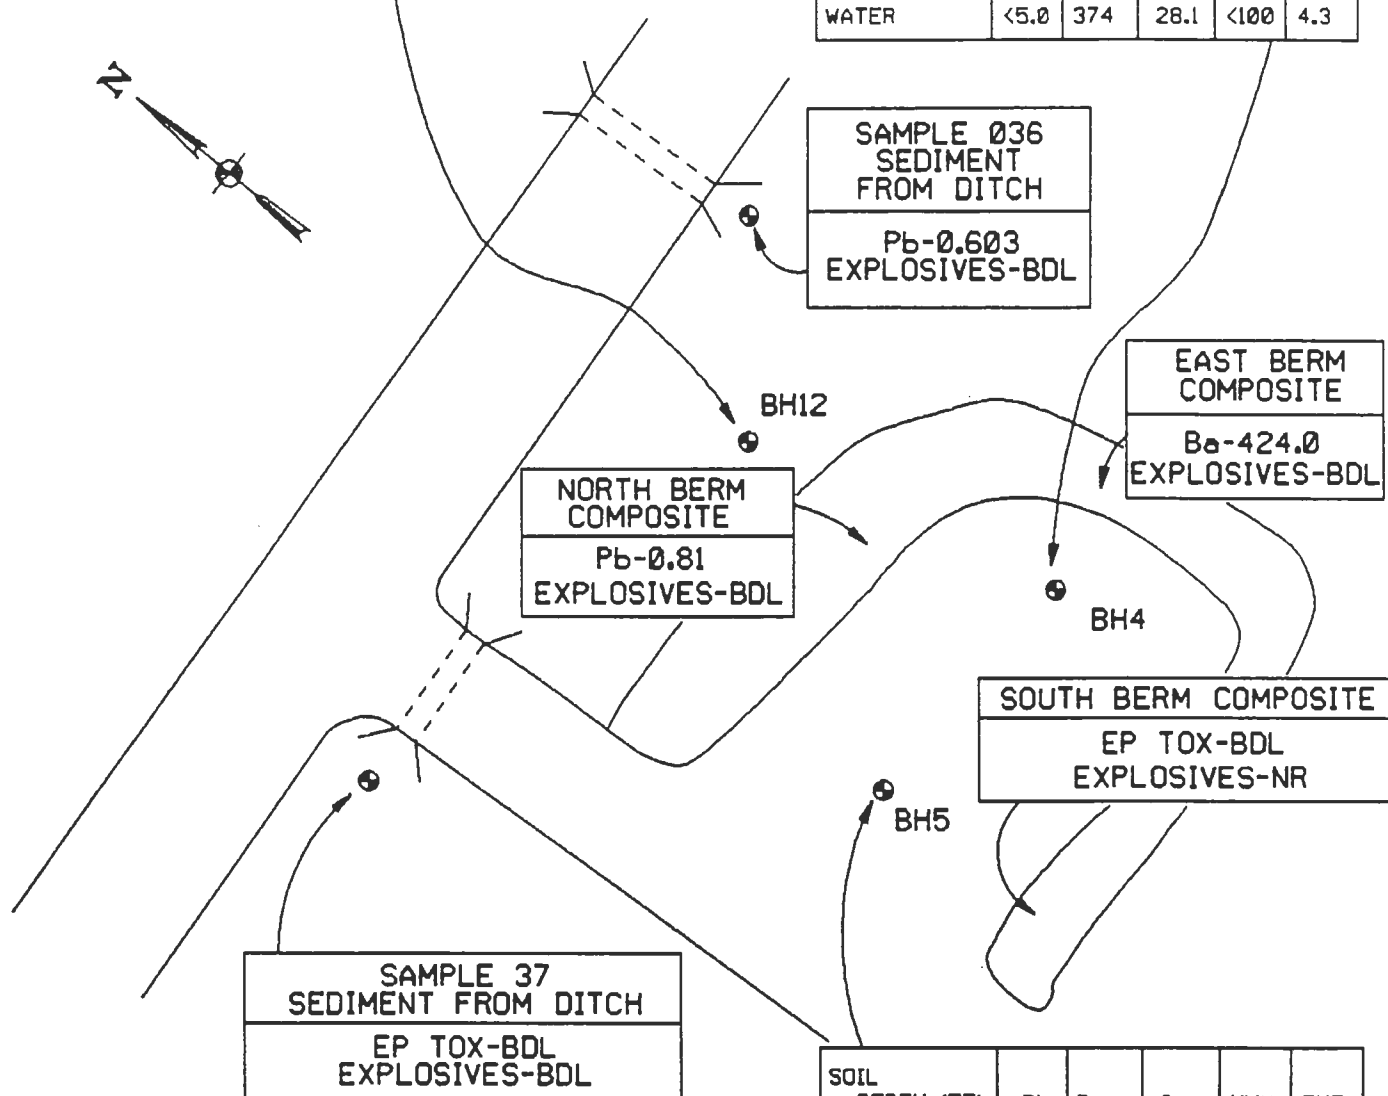 WATER <5.0 374 28.1 <100 4.3
N
SAMPLE 036
SEDIMENT
FROM DITCH
Pb-0.603
EXPLOSIVES-BDL
EAST BERM
COMPOSITE
Ba-424.0
EXPLOSIVES-BDL
BH12
NORTH BERM
COMPOSITE
Pb-0.81
EXPLOSIVES-BDL
BH4
SOUTH BERM COMPOSITE
EP TOX-BDL
EXPLOSIVES-NR
BH5
SAMPLE 37
SEDIMENT FROM DITCH
EP TOX-BDL
EXPLOSIVES-BDL
SOIL